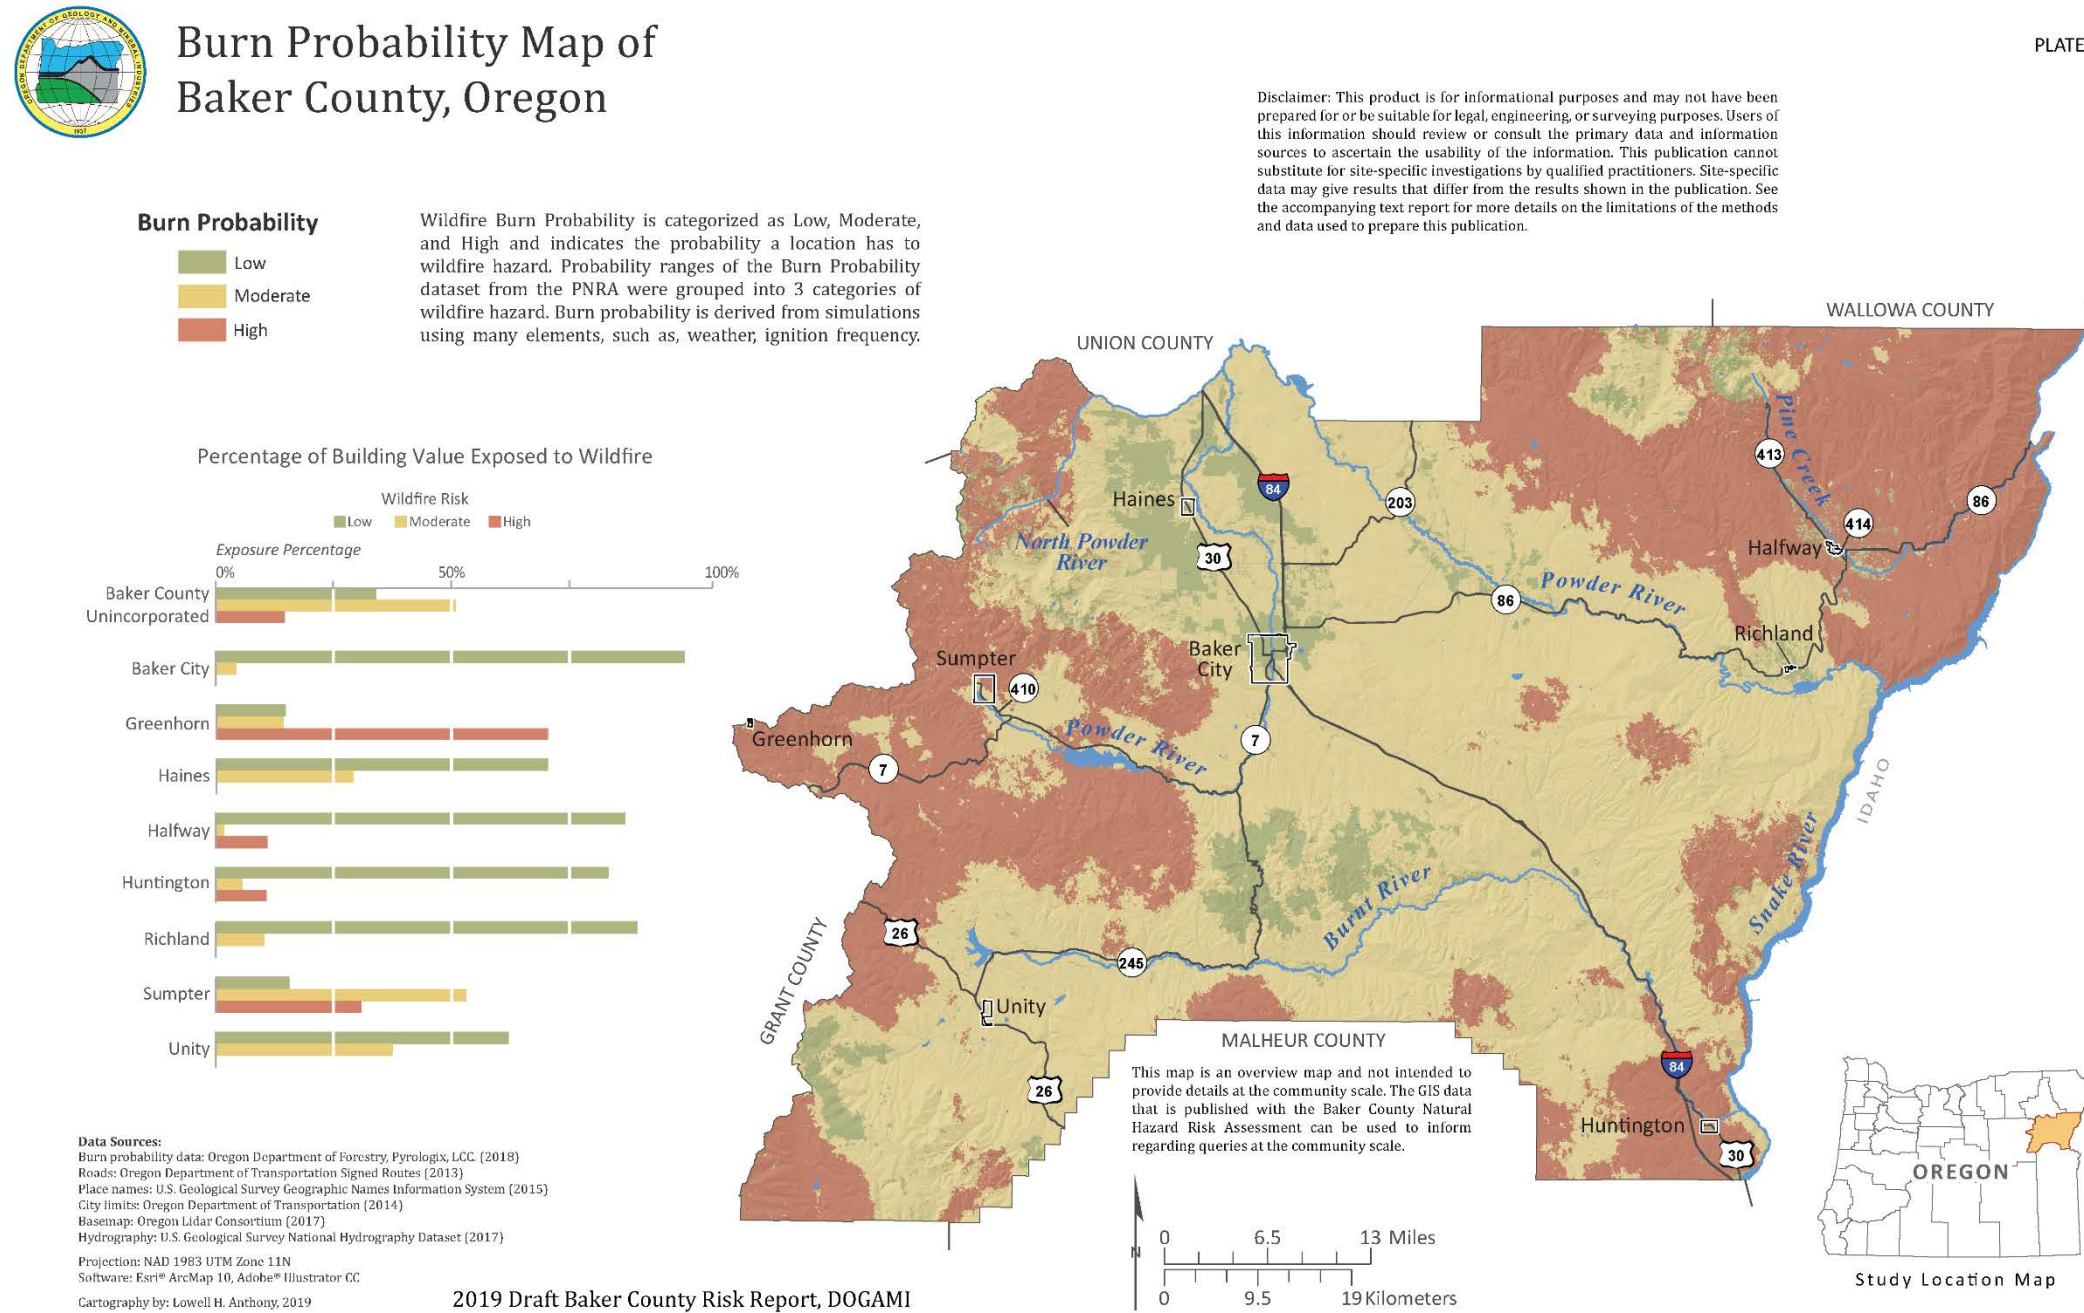 OREGON DEPARTMENT OF GEOLOGY AND MINERAL INDUSTRIES
1937
Burn Probability Map of
Baker County, Oregon
PLATE
Disclaimer: This product is for informational purposes and may not have been
prepared for or be suitable for legal, engineering, or surveying purposes. Users of
this information should review or consult the primary data and information
sources to ascertain the usability of the information. This publication cannot
substitute for site-specific investigations by qualified practitioners. Site-specific
data may give results that differ from the results shown in the publication. See
the accompanying text report for more details on the limitations of the methods
and data used to prepare this publication.
Burn Probability
Low
Moderate
High
Wildfire Burn Probability is categorized as Low, Moderate,
and High and indicates the probability a location has to
wildfire hazard. Probability ranges of the Burn Probability
dataset from the PNRA were grouped into 3 categories of
wildfire hazard. Burn probability is derived from simulations
using many elements, such as, weather, ignition frequency.
Percentage of Building Value Exposed to Wildfire
Wildfire Risk
Low Moderate High
Exposure Percentage
0% 50% 100%
Baker County
Unincorporated
Baker City
Greenhorn
Haines
Halfway
Huntington
Richland
Sumpter
Unity
Data Sources:
Burn probability data: Oregon Department of Forestry, Pyrologix, LCC. (2018)
Roads: Oregon Department of Transportation Signed Routes (2013)
Place names: U.S. Geological Survey Geographic Names Information System (2015)
City limits: Oregon Department of Transportation (2014)
Basemap: Oregon Lidar Consortium (2017)
Hydrography: U.S. Geological Survey National Hydrography Dataset (2017)
Projection: NAD 1983 UTM Zone 11N
Software: Esri® ArcMap 10, Adobe® Illustrator CC
Cartography by: Lowell H. Anthony, 2019
2019 Draft Baker County Risk Report, DOGAMI
WALLOWA COUNTY
UNION COUNTY
Pine Creek
413
84
Haines
203
86
414
North Powder
River
30
Halfway
Powder River
86
Richland
Baker
City
Sumpter
410
Powder River
Greenhorn
7
7
IDAHO
Snake River
Burnt River
26
245
GRANT COUNTY
Unity
MALHEUR COUNTY
This map is an overview map and not intended to
provide details at the community scale. The GIS data
that is published with the Baker County Natural
Hazard Risk Assessment can be used to inform
regarding queries at the community scale.
26
84
Huntington
30
N
0 6.5 13 Miles
0 9.5 19 Kilometers
OREGON
Study Location Map